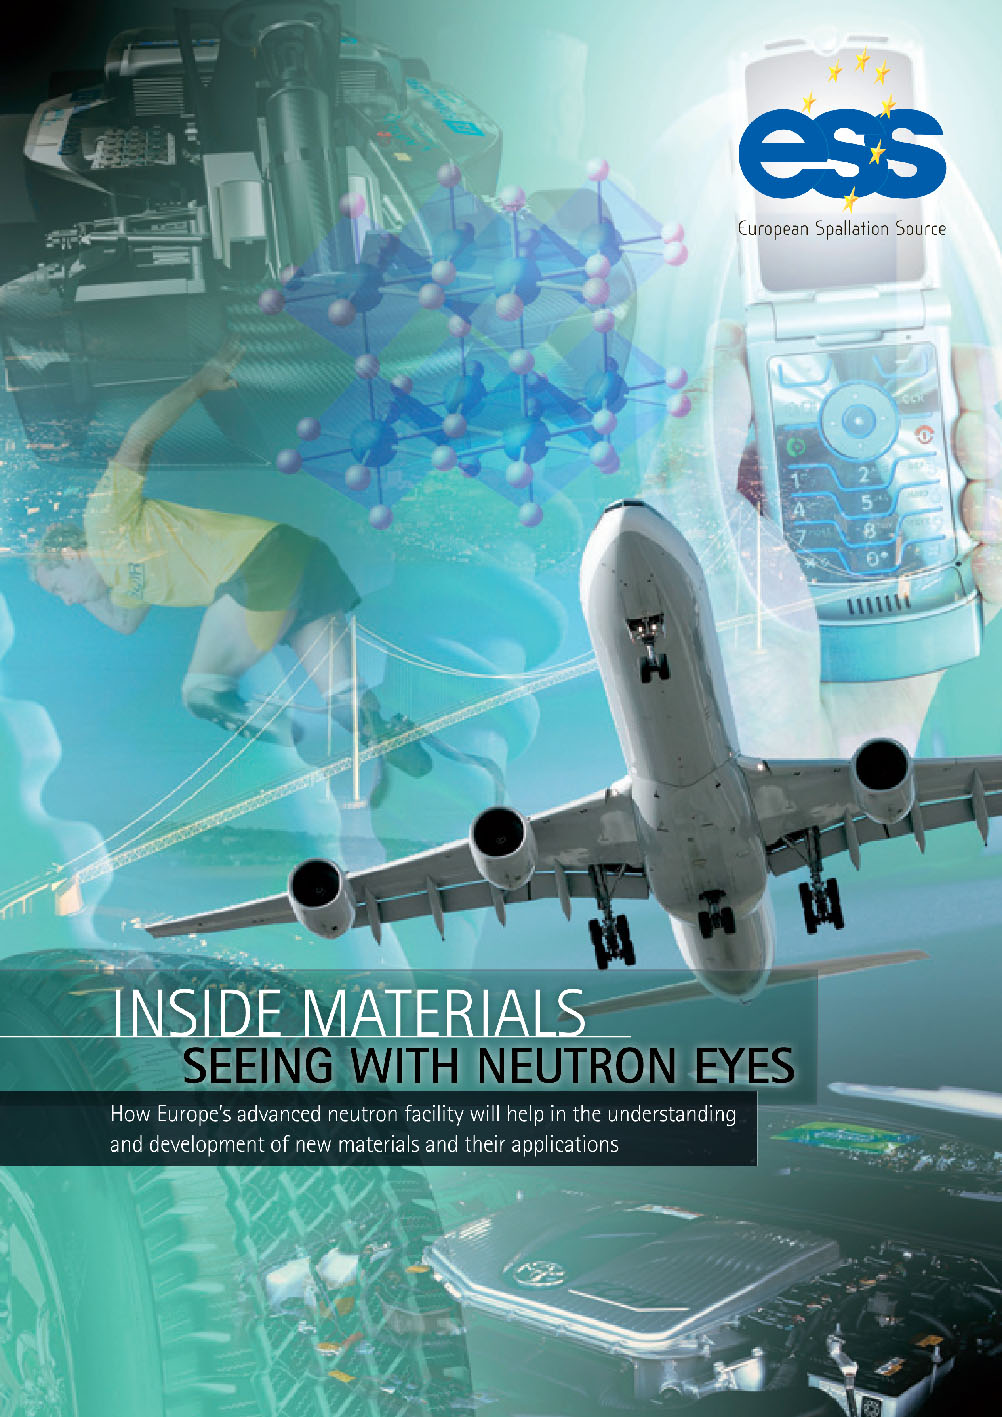 ess
European Spallation Source
INSIDE MATERIALS
SEEING WITH NEUTRON EYES
How Europe's advanced neutron facility will help in the understanding
and development of new materials and their applications